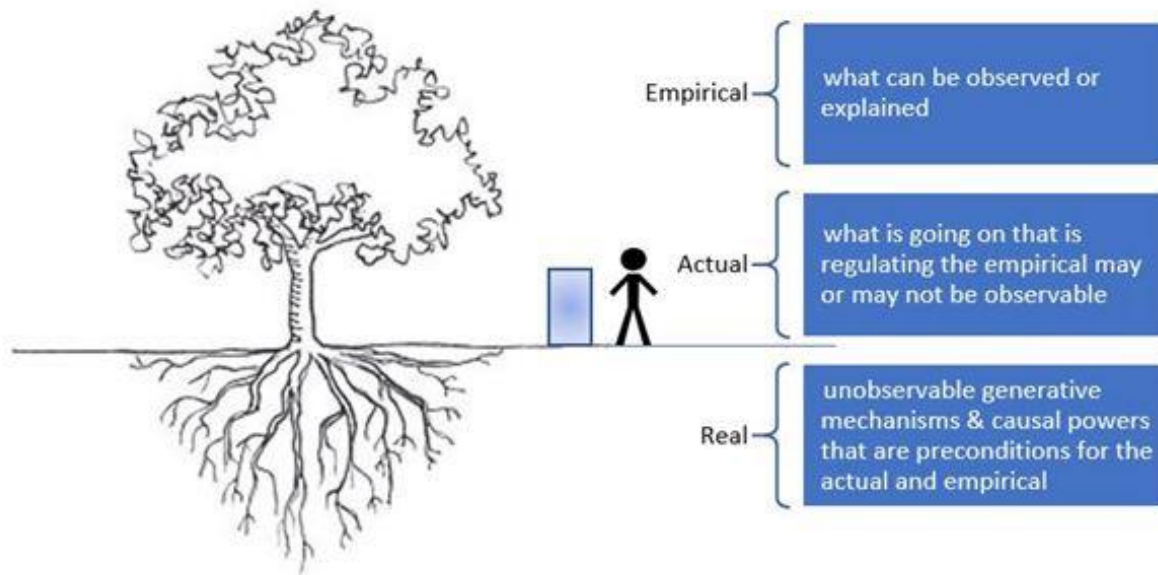 Empirical
what can be observed or
explained
Actual
what is going on that is
regulating the empirical may
or may not be observable
Real
unobservable generative
mechanisms & causal powers
that are preconditions for the
actual and empirical